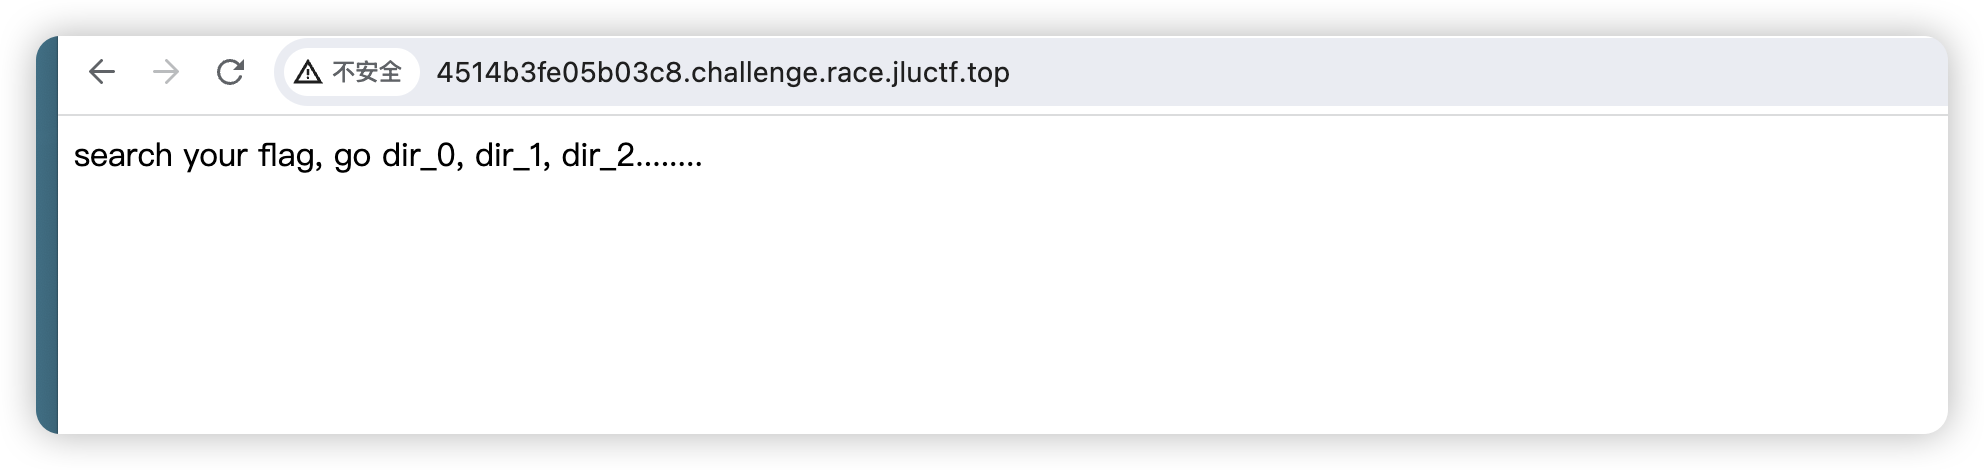 不安全 4514b3fe05b03c8.challenge.race.jluctf.top
search your flag, go dir_0, dir_1, dir_2........